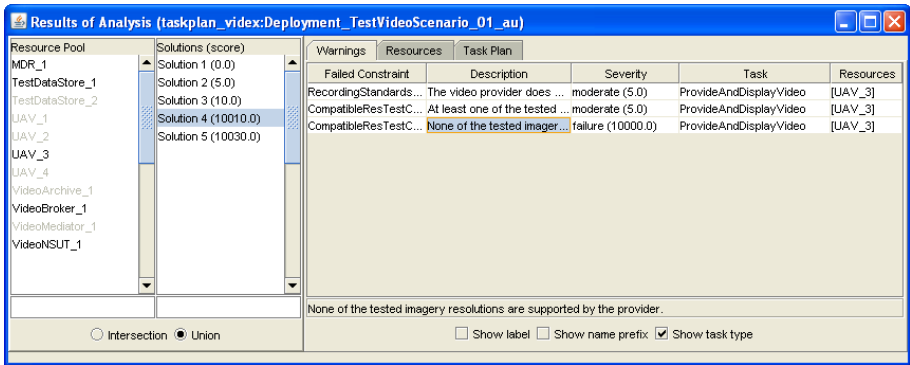 Results of Analysis (taskplan_videx:Deployment_TestVideoScenario_01_au)
Resource Pool
MDR_1
TestDataStore_1
TestDataStore_2
UAV_1
UAV_2
UAV_3
UAV_4
VideoArchive_1
VideoBroker_1
VideoMediator_1
VideoNSUT_1
Solutions (score)
Solution 1 (0.0)
Solution 2 (5.0)
Solution 3 (10.0)
Solution 4 (10010.0)
Solution 5 (10030.0)
Intersection Union
Warnings Resources Task Plan
Failed Constraint Description Severity Task Resources
RecordingStandards... The video provider does ... moderate (5.0) ProvideAndDisplayVideo [UAV_3]
CompatibleResTestC... At least one of the tested ... moderate (5.0) ProvideAndDisplayVideo [UAV_3]
CompatibleResTestC... None of the tested imager... failure (10000.0) ProvideAndDisplayVideo [UAV_3]
None of the tested imagery resolutions are supported by the provider.
Show label Show name prefix Show task type